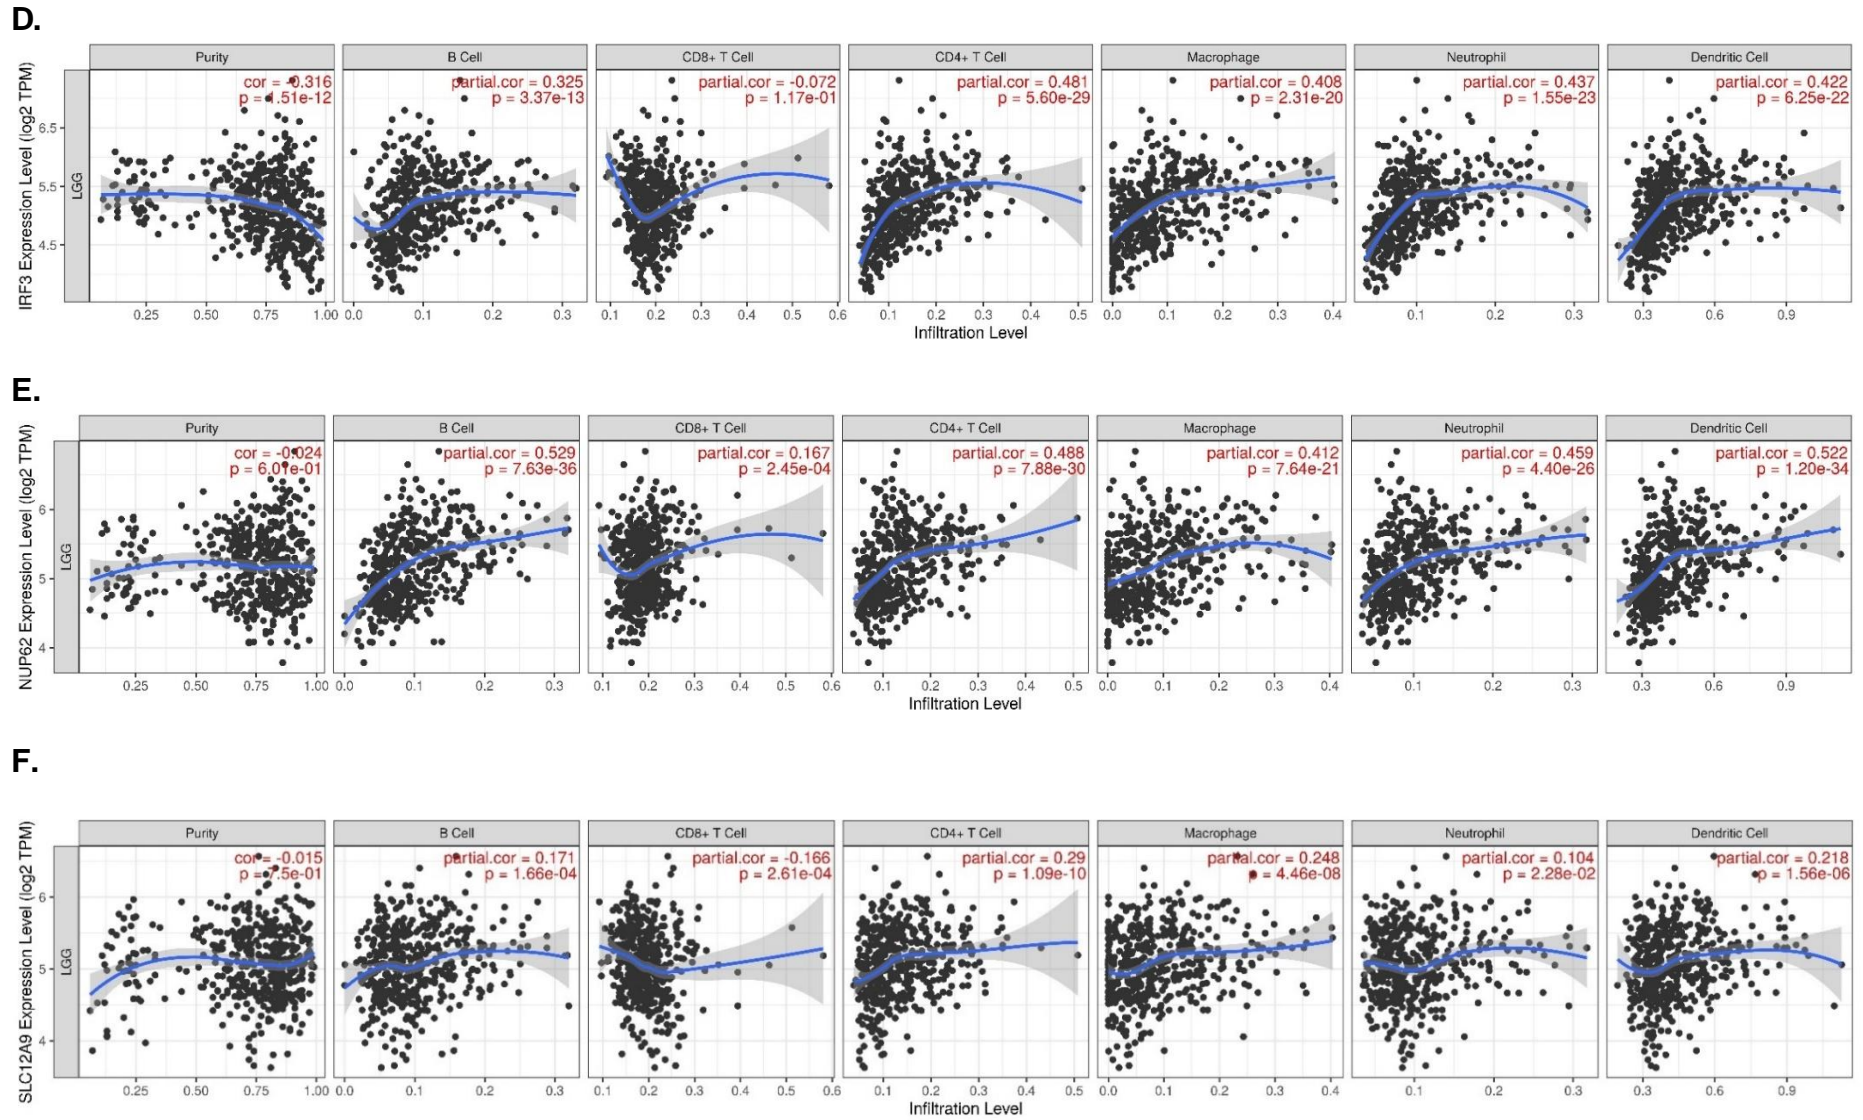 D.
Purity B Cell CD8+ T Cell CD4+ T Cell Macrophage Neutrophil Dendritic Cell
cor = -0.316 partial.cor = 0.325 partial.cor = -0.072 partial.cor = 0.481 partial.cor = 0.408 partial.cor = 0.437 partial.cor = 0.422
p = 1.51e-12 p = 3.37e-13 p = 1.17e-01 p = 5.60e-29 p = 2.31e-20 p = 1.55e-23 p = 6.25e-22
IRF3 Expression Level (log2 TPM)
LGG
6.5
5.5
4.5
0.25 0.50 0.75 1.00 0.0 0.1 0.2 0.3 0.1 0.2 0.3 0.4 0.5 0.6 0.1 0.2 0.3 0.4 0.5 0.0 0.1 0.2 0.3 0.4 0.1 0.2 0.3 0.3 0.6 0.9
Infiltration Level
E.
Purity B Cell CD8+ T Cell CD4+ T Cell Macrophage Neutrophil Dendritic Cell
cor = -0.024 partial.cor = 0.529 partial.cor = 0.167 partial.cor = 0.488 partial.cor = 0.412 partial.cor = 0.459 partial.cor = 0.522
p = 6.01e-01 p = 7.63e-36 p = 2.45e-04 p = 7.88e-30 p = 7.64e-21 p = 4.40e-26 p = 1.20e-34
NUP62 Expression Level (log2 TPM)
LGG
6
5
4
0.25 0.50 0.75 1.00 0.0 0.1 0.2 0.3 0.1 0.2 0.3 0.4 0.5 0.6 0.1 0.2 0.3 0.4 0.5 0.0 0.1 0.2 0.3 0.4 0.1 0.2 0.3 0.3 0.6 0.9
Infiltration Level
F.
Purity B Cell CD8+ T Cell CD4+ T Cell Macrophage Neutrophil Dendritic Cell
cor = -0.015 partial.cor = 0.171 partial.cor = -0.166 partial.cor = 0.29 partial.cor = 0.248 partial.cor = 0.104 partial.cor = 0.218
p = 7.5e-01 p = 1.66e-04 p = 2.61e-04 p = 1.09e-10 p = 4.46e-08 p = 2.28e-02 p = 1.56e-06
SLC12A9 Expression Level (log2 TPM)
LGG
6
5
4
0.25 0.50 0.75 1.00 0.0 0.1 0.2 0.3 0.1 0.2 0.3 0.4 0.5 0.6 0.1 0.2 0.3 0.4 0.5 0.0 0.1 0.2 0.3 0.4 0.1 0.2 0.3 0.3 0.6 0.9
Infiltration Level